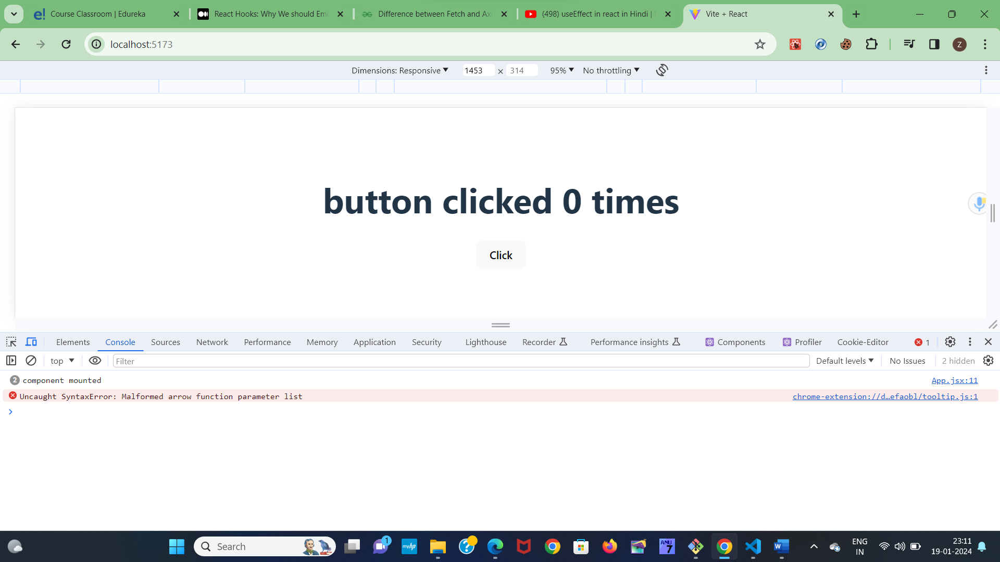 Course Classroom | Edureka
React Hooks: Why We should Em
Difference between Fetch and Ax
(498) useEffect in react in Hindi |
Vite + React
localhost:5173
Z
Dimensions: Responsive
1453 × 314
95%
No throttling
button clicked 0 times
Click
Elements
Console
Sources
Network
Performance
Memory
Application
Security
Lighthouse
Recorder
Performance insights
Components
Profiler
Cookie-Editor
1
top
Filter
Default levels
No Issues
2 hidden
2 component mounted
App.jsx:11
Uncaught SyntaxError: Malformed arrow function parameter list
chrome-extension://d…efaobl/tooltip.js:1
Search
1
myhp
ANU 7
W
ENG
IN
23:11
19-01-2024